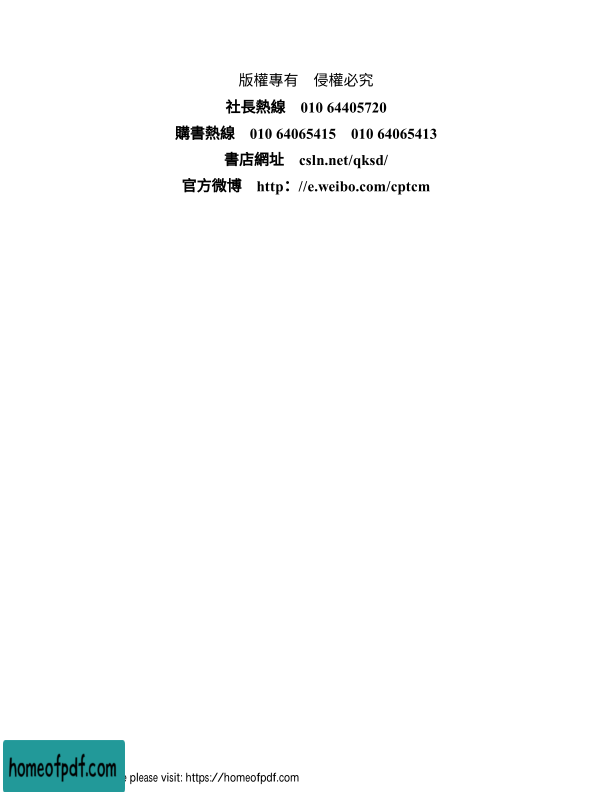 版權專有　侵權必究
社長熱線　010 64405720
購書熱線　010 64065415　010 64065413
書店網址　csln.net/qksd/
官方微博　http：//e.weibo.com/cptcm
homeofpdf.com
please visit: https://homeofpdf.com